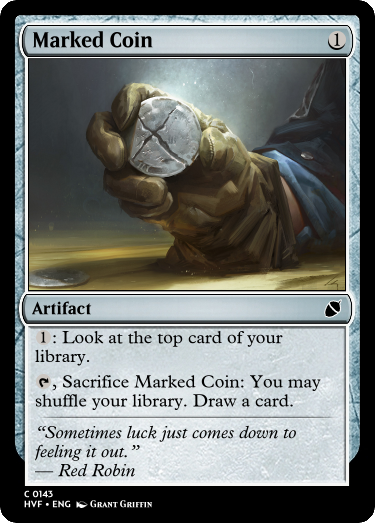 Marked Coin 1
Artifact
1: Look at the top card of your
library.
, Sacrifice Marked Coin: You may
shuffle your library. Draw a card.
“Sometimes luck just comes down to
feeling it out.”
— Red Robin
C 0143
HVF • ENG Grant Griffin